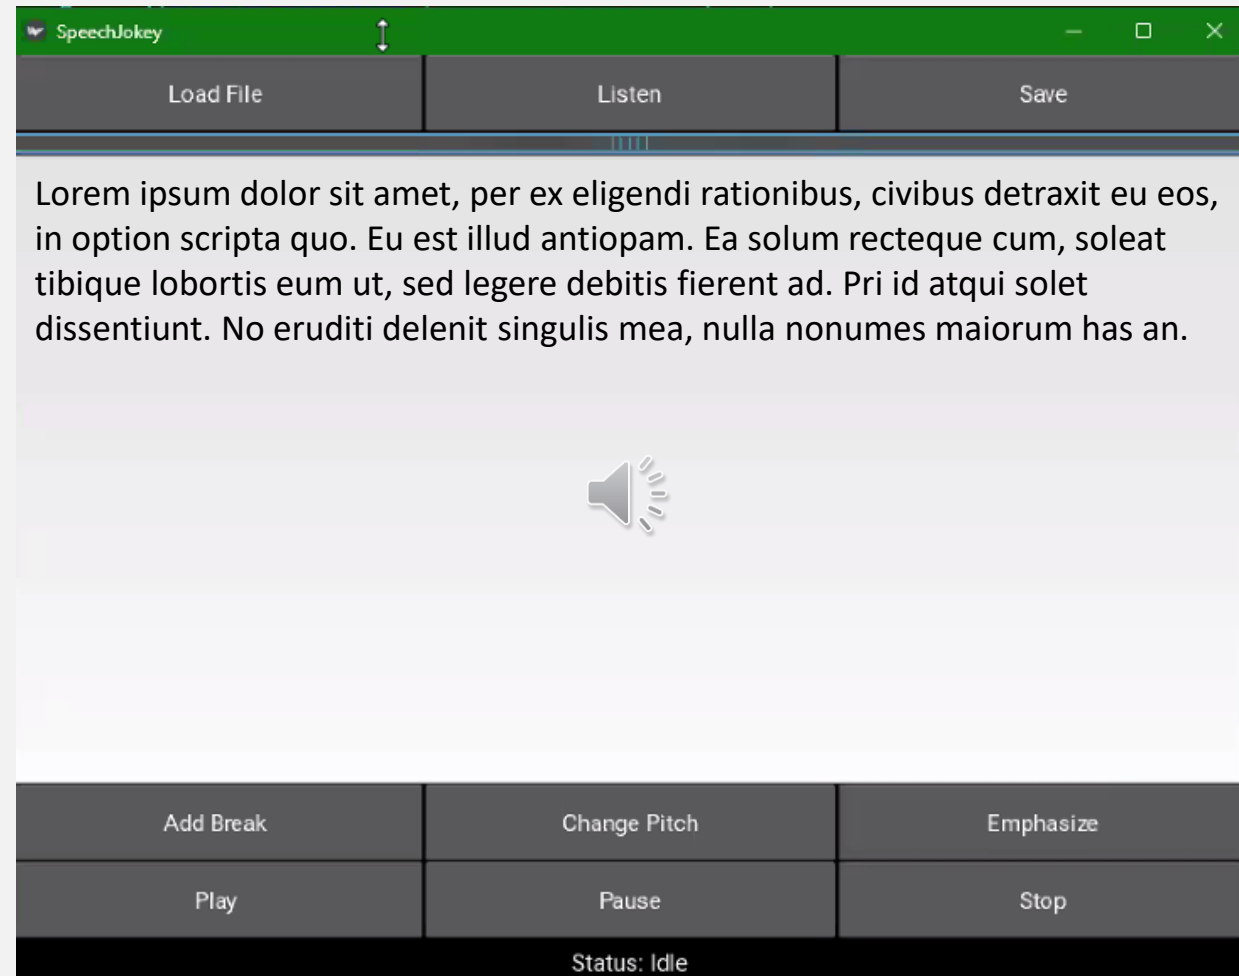 SpeechJokey
Load File
Listen
Save
Lorem ipsum dolor sit amet, per ex eligendi rationibus, civibus detraxit eu eos,
in option scripta quo. Eu est illud antiopam. Ea solum recteque cum, soleat
tibique lobortis eum ut, sed legere debitis fierent ad. Pri id atqui solet
dissentiunt. No eruditi delenit singulis mea, nulla nonumes maiorum has an.
Add Break
Change Pitch
Emphasize
Play
Pause
Stop
Status: Idle